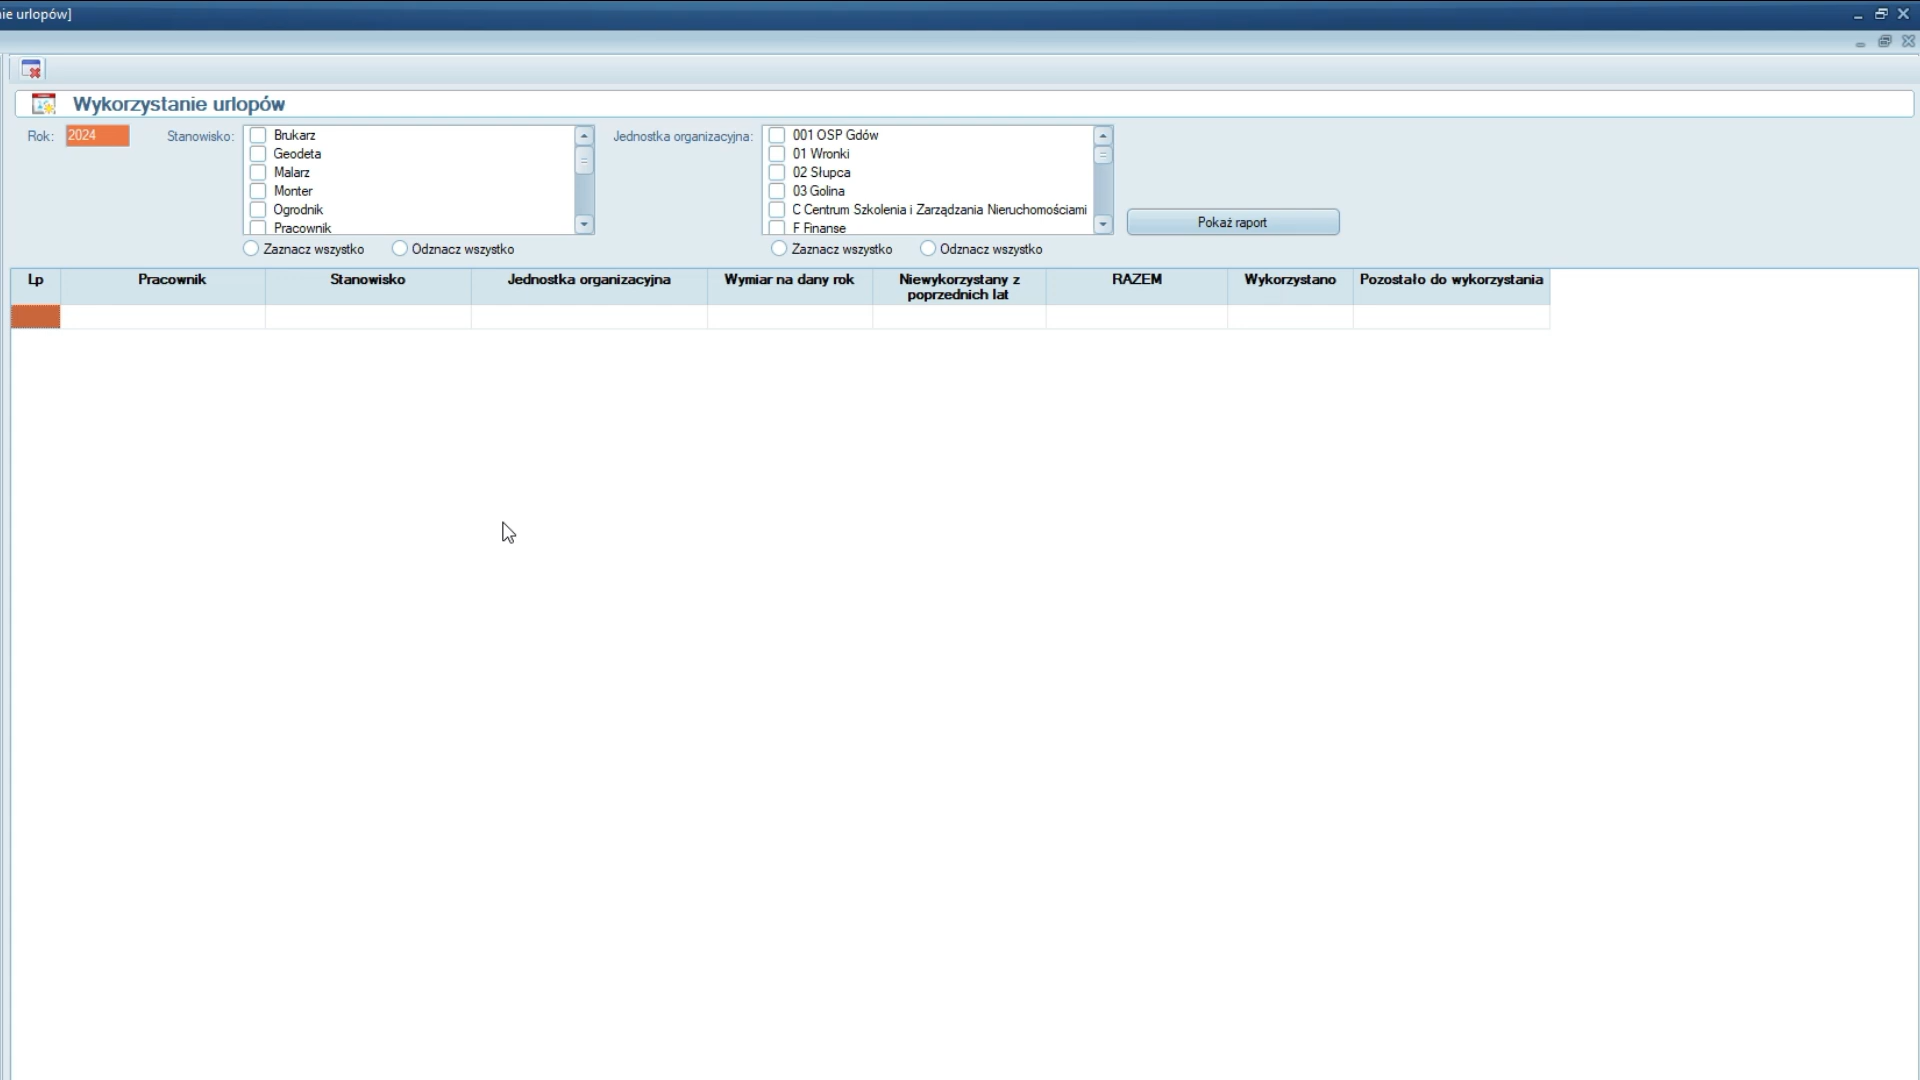 ie urlopów]
Wykorzystanie urlopów
Rok: 2024
Stanowisko:
Brukarz
Geodeta
Malarz
Monter
Ogrodnik
Pracownik
Zaznacz wszystko Odznacz wszystko
Jednostka organizacyjna:
001 OSP Gdów
01 Wronki
02 Słupca
03 Golina
C Centrum Szkolenia i Zarządzania Nieruchomościami
F Finanse
Zaznacz wszystko Odznacz wszystko
Pokaż raport
Lp Pracownik Stanowisko Jednostka organizacyjna Wymiar na dany rok Niewykorzystany z RAZEM Wykorzystano Pozostało do wykorzystania
poprzednich lat